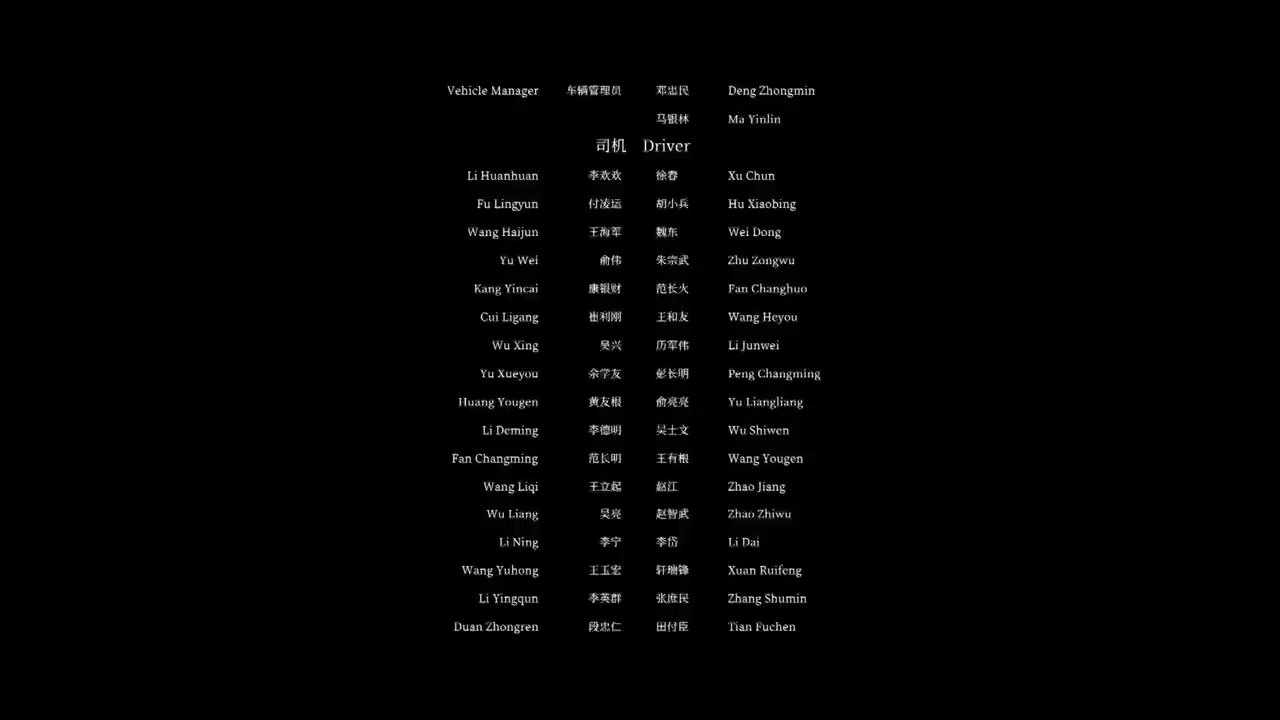 Vehicle Manager 车辆管理员 邓忠民 Deng Zhongmin
马银林 Ma Yinlin
司机 Driver
Li Huanhuan 李欢欢 徐春 Xu Chun
Fu Lingyun 付凌运 胡小兵 Hu Xiaobing
Wang Haijun 王海军 魏东 Wei Dong
Yu Wei 俞伟 朱宗武 Zhu Zongwu
Kang Yincai 康银财 范长火 Fan Changhuo
Cui Ligang 崔利刚 王和友 Wang Heyou
Wu Xing 吴兴 历军伟 Li Junwei
Yu Xueyou 余学友 彭长明 Peng Changming
Huang Yougen 黄友根 俞亮亮 Yu Liangliang
Li Deming 李德明 吴士文 Wu Shiwen
Fan Changming 范长明 王有根 Wang Yougen
Wang Liqi 王立起 赵江 Zhao Jiang
Wu Liang 吴亮 赵智武 Zhao Zhiwu
Li Ning 李宁 李岱 Li Dai
Wang Yuhong 王玉宏 轩瑞锋 Xuan Ruifeng
Li Yingqun 李英群 张庶民 Zhang Shumin
Duan Zhongren 段忠仁 田付臣 Tian Fuchen